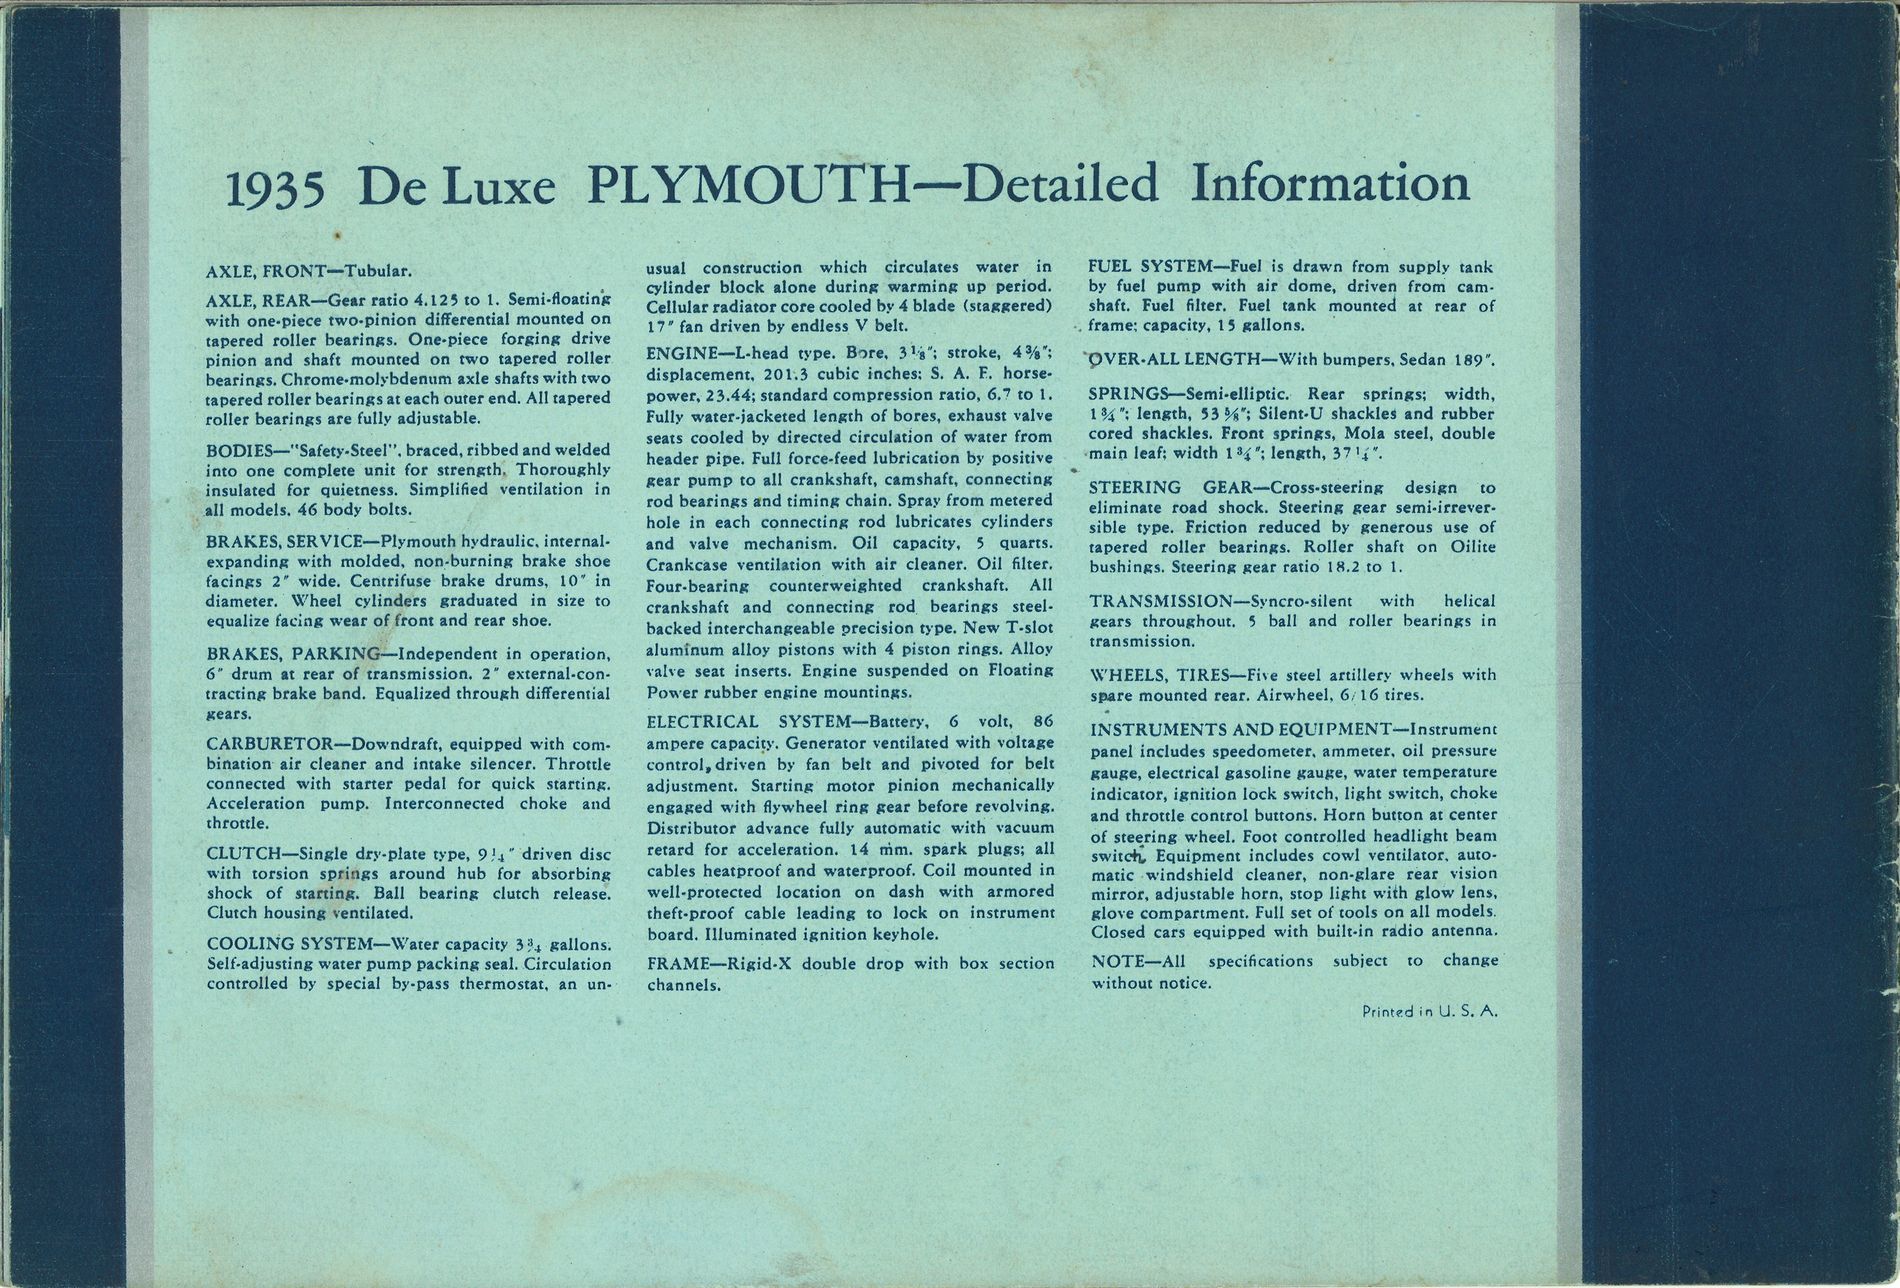 1935 De Luxe PLYMOUTH—Detailed Information
AXLE, FRONT—Tubular.
AXLE, REAR—Gear ratio 4.125 to 1. Semi-floating
with one-piece two-pinion differential mounted on
tapered roller bearings. One-piece forging drive
pinion and shaft mounted on two tapered roller
bearings. Chrome-molybdenum axle shafts with two
tapered roller bearings at each outer end. All tapered
roller bearings are fully adjustable.
BODIES—"Safety-Steel", braced, ribbed and welded
into one complete unit for strength. Thoroughly
insulated for quietness. Simplified ventilation in
all models. 46 body bolts.
BRAKES, SERVICE—Plymouth hydraulic, internal-
expanding with molded, non-burning brake shoe
facings 2" wide. Centrifuse brake drums, 10" in
diameter. Wheel cylinders graduated in size to
equalize facing wear of front and rear shoe.
BRAKES, PARKING—Independent in operation,
6" drum at rear of transmission. 2" external-con-
tracting brake band. Equalized through differential
gears.
CARBURETOR—Downdraft, equipped with com-
bination air cleaner and intake silencer. Throttle
connected with starter pedal for quick starting.
Acceleration pump. Interconnected choke and
throttle.
CLUTCH—Single dry-plate type, 9¼" driven disc
with torsion springs around hub for absorbing
shock of starting. Ball bearing clutch release.
Clutch housing ventilated.
COOLING SYSTEM—Water capacity 3¾ gallons.
Self-adjusting water pump packing seal. Circulation
controlled by special by-pass thermostat, an un-
usual construction which circulates water in
cylinder block alone during warming up period.
Cellular radiator core cooled by 4 blade (staggered)
17" fan driven by endless V belt.
ENGINE—L-head type. Bore, 3⅛"; stroke, 4⅜";
displacement, 201.3 cubic inches; S. A. E. horse-
power, 23.44; standard compression ratio, 6.7 to 1.
Fully water-jacketed length of bores, exhaust valve
seats cooled by directed circulation of water from
header pipe. Full force-feed lubrication by positive
gear pump to all crankshaft, camshaft, connecting
rod bearings and timing chain. Spray from metered
hole in each connecting rod lubricates cylinders
and valve mechanism. Oil capacity, 5 quarts.
Crankcase ventilation with air cleaner. Oil filter.
Four-bearing counterweighted crankshaft. All
crankshaft and connecting rod bearings steel-
backed interchangeable precision type. New T-slot
aluminum alloy pistons with 4 piston rings. Alloy
valve seat inserts. Engine suspended on Floating
Power rubber engine mountings.
ELECTRICAL SYSTEM—Battery, 6 volt, 86
ampere capacity. Generator ventilated with voltage
control, driven by fan belt and pivoted for belt
adjustment. Starting motor pinion mechanically
engaged with flywheel ring gear before revolving.
Distributor advance fully automatic with vacuum
retard for acceleration. 14 mm. spark plugs; all
cables heatproof and waterproof. Coil mounted in
well-protected location on dash with armored
theft-proof cable leading to lock on instrument
board. Illuminated ignition keyhole.
FRAME—Rigid-X double drop with box section
channels.
FUEL SYSTEM—Fuel is drawn from supply tank
by fuel pump with air dome, driven from cam-
shaft. Fuel filter. Fuel tank mounted at rear of
frame; capacity, 15 gallons.
OVER-ALL LENGTH—With bumpers, Sedan 189".
SPRINGS—Semi-elliptic. Rear springs; width,
1¾"; length, 53⅝"; Silent-U shackles and rubber
cored shackles. Front springs, Mola steel, double
main leaf; width 1¾"; length, 37¼".
STEERING GEAR—Cross-steering design to
eliminate road shock. Steering gear semi-irrever-
sible type. Friction reduced by generous use of
tapered roller bearings. Roller shaft on Oilite
bushings. Steering gear ratio 18.2 to 1.
TRANSMISSION—Syncro-silent with helical
gears throughout. 5 ball and roller bearings in
transmission.
WHEELS, TIRES—Five steel artillery wheels with
spare mounted rear. Airwheel, 6/16 tires.
INSTRUMENTS AND EQUIPMENT—Instrument
panel includes speedometer, ammeter, oil pressure
gauge, electrical gasoline gauge, water temperature
indicator, ignition lock switch, light switch, choke
and throttle control buttons. Horn button at center
of steering wheel. Foot controlled headlight beam
switch. Equipment includes cowl ventilator, auto-
matic windshield cleaner, non-glare rear vision
mirror, adjustable horn, stop light with glow lens,
glove compartment. Full set of tools on all models.
Closed cars equipped with built-in radio antenna.
NOTE—All specifications subject to change
without notice.
Printed in U. S. A.